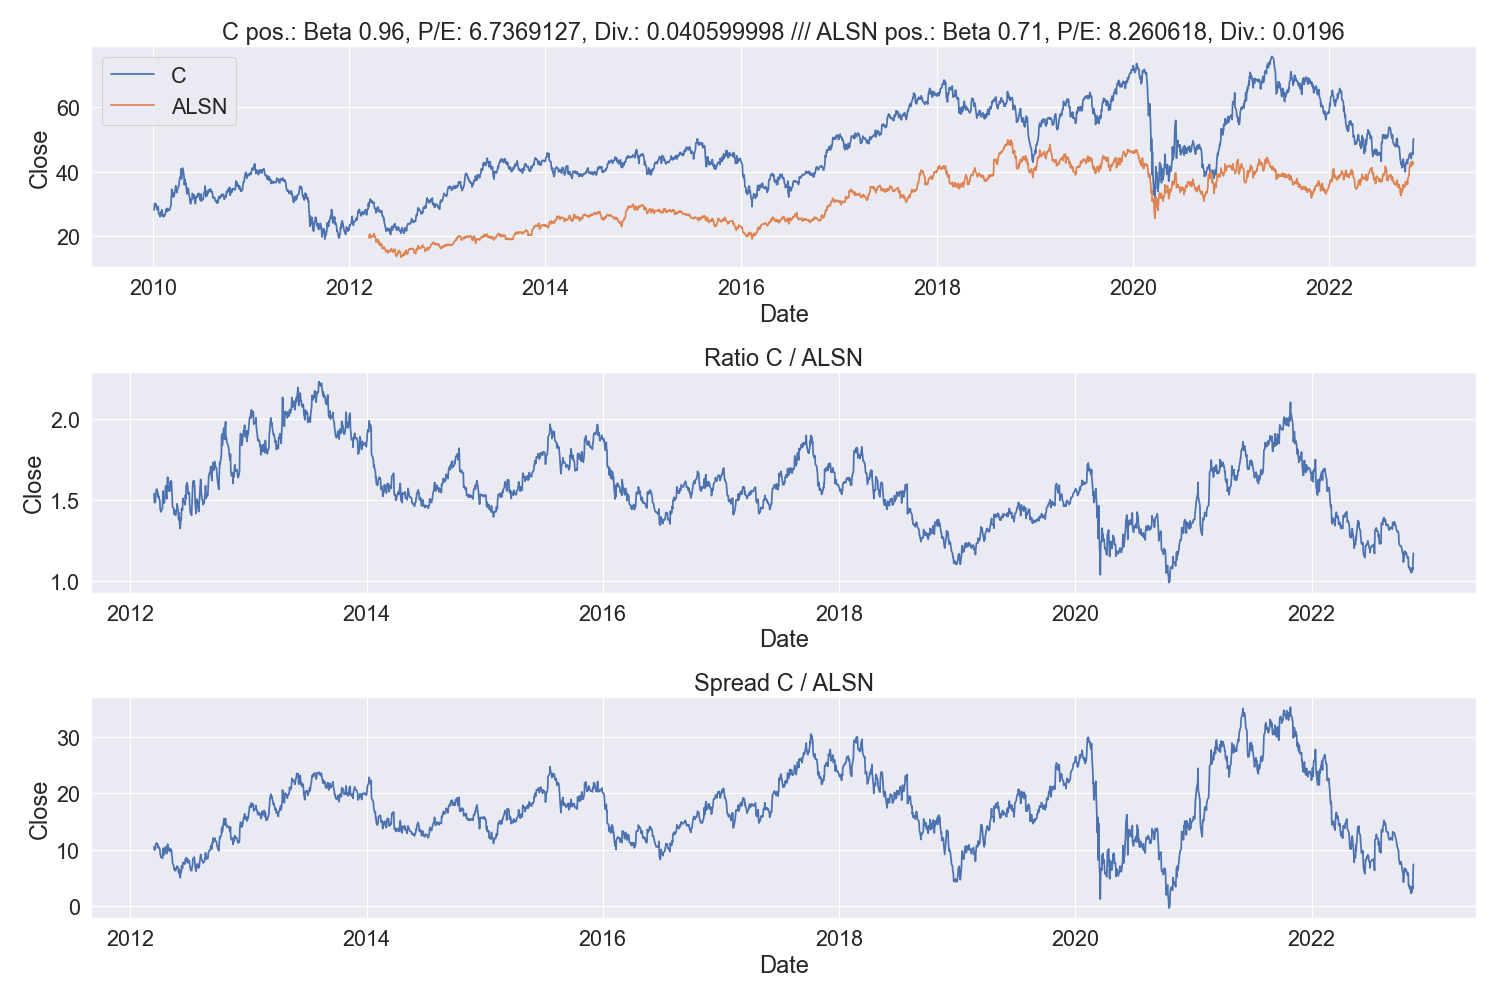 C pos.: Beta 0.96, P/E: 6.7369127, Div.: 0.040599998 /// ALSN pos.: Beta 0.71, P/E: 8.260618, Div.: 0.0196
C
ALSN
Close
60
40
20
2010 2012 2014 2016 2018 2020 2022
Date
Ratio C / ALSN
Close
2.0
1.5
1.0
2012 2014 2016 2018 2020 2022
Date
Spread C / ALSN
Close
30
20
10
0
2012 2014 2016 2018 2020 2022
Date